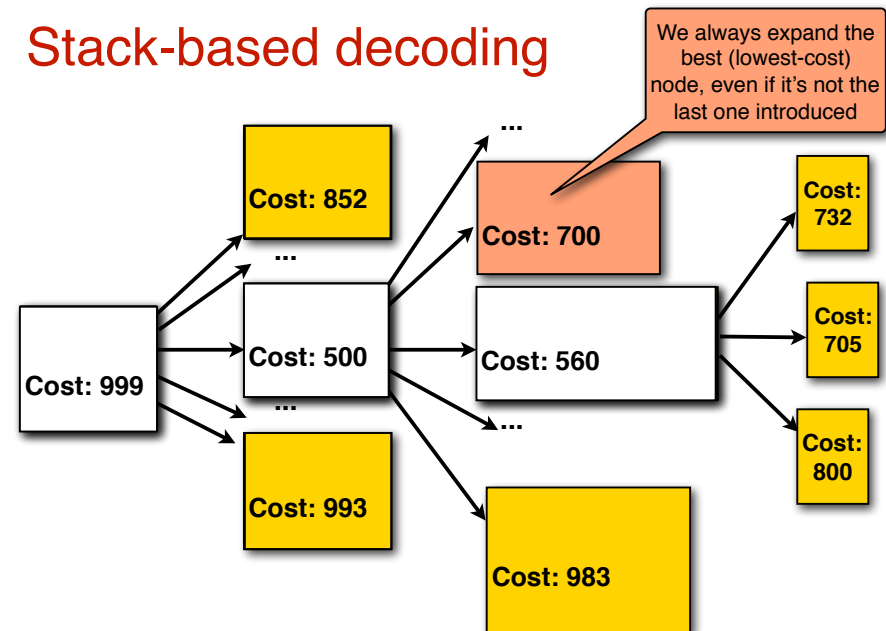 Stack-based decoding
We always expand the
best (lowest-cost)
node, even if it's not the
last one introduced
...
Cost: 852
Cost: 700
Cost:
732
...
Cost: 999
Cost: 500
Cost: 560
Cost:
705
...
...
Cost: 993
Cost:
800
Cost: 983